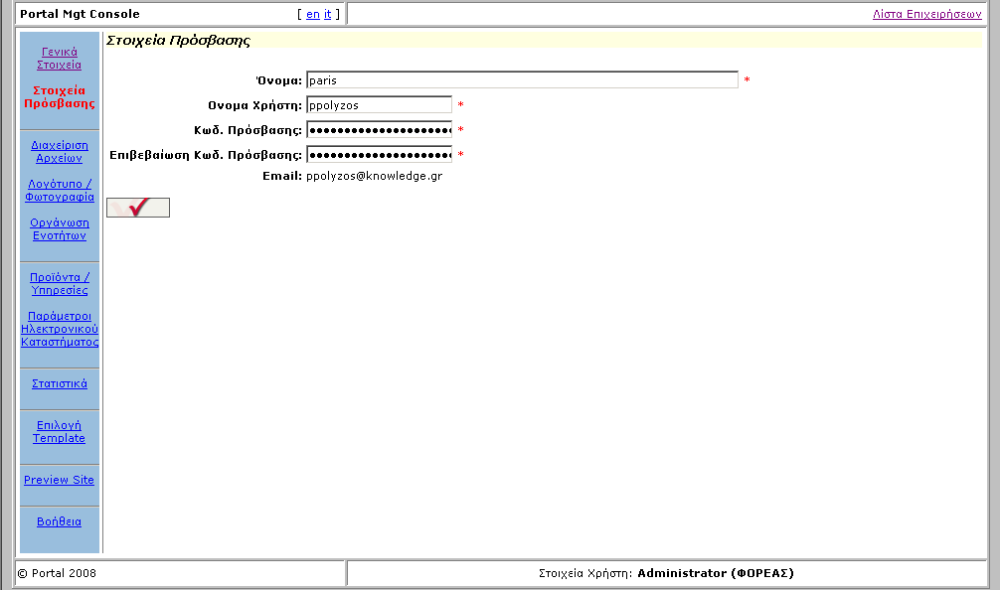 Portal Mgt Console
[ en it ]
Λίστα Επιχειρήσεων
Γενικά
Στοιχεία
Στοιχεία
Πρόσβασης
Διαχείριση
Αρχείων
Λογότυπο /
Φωτογραφία
Οργάνωση
Ενοτήτων
Προϊόντα /
Υπηρεσίες
Παράμετροι
Ηλεκτρονικού
Καταστήματος
Στατιστικά
Επιλογή
Template
Preview Site
Βοήθεια
Στοιχεία Πρόσβασης
Όνομα: paris *
Ονομα Χρήστη: ppolyzos *
Κωδ. Πρόσβασης: *
Επιβεβαίωση Κωδ. Πρόσβασης: *
Email: ppolyzos@knowledge.gr
© Portal 2008
Στοιχεία Χρήστη: Administrator (ΦΟΡΕΑΣ)